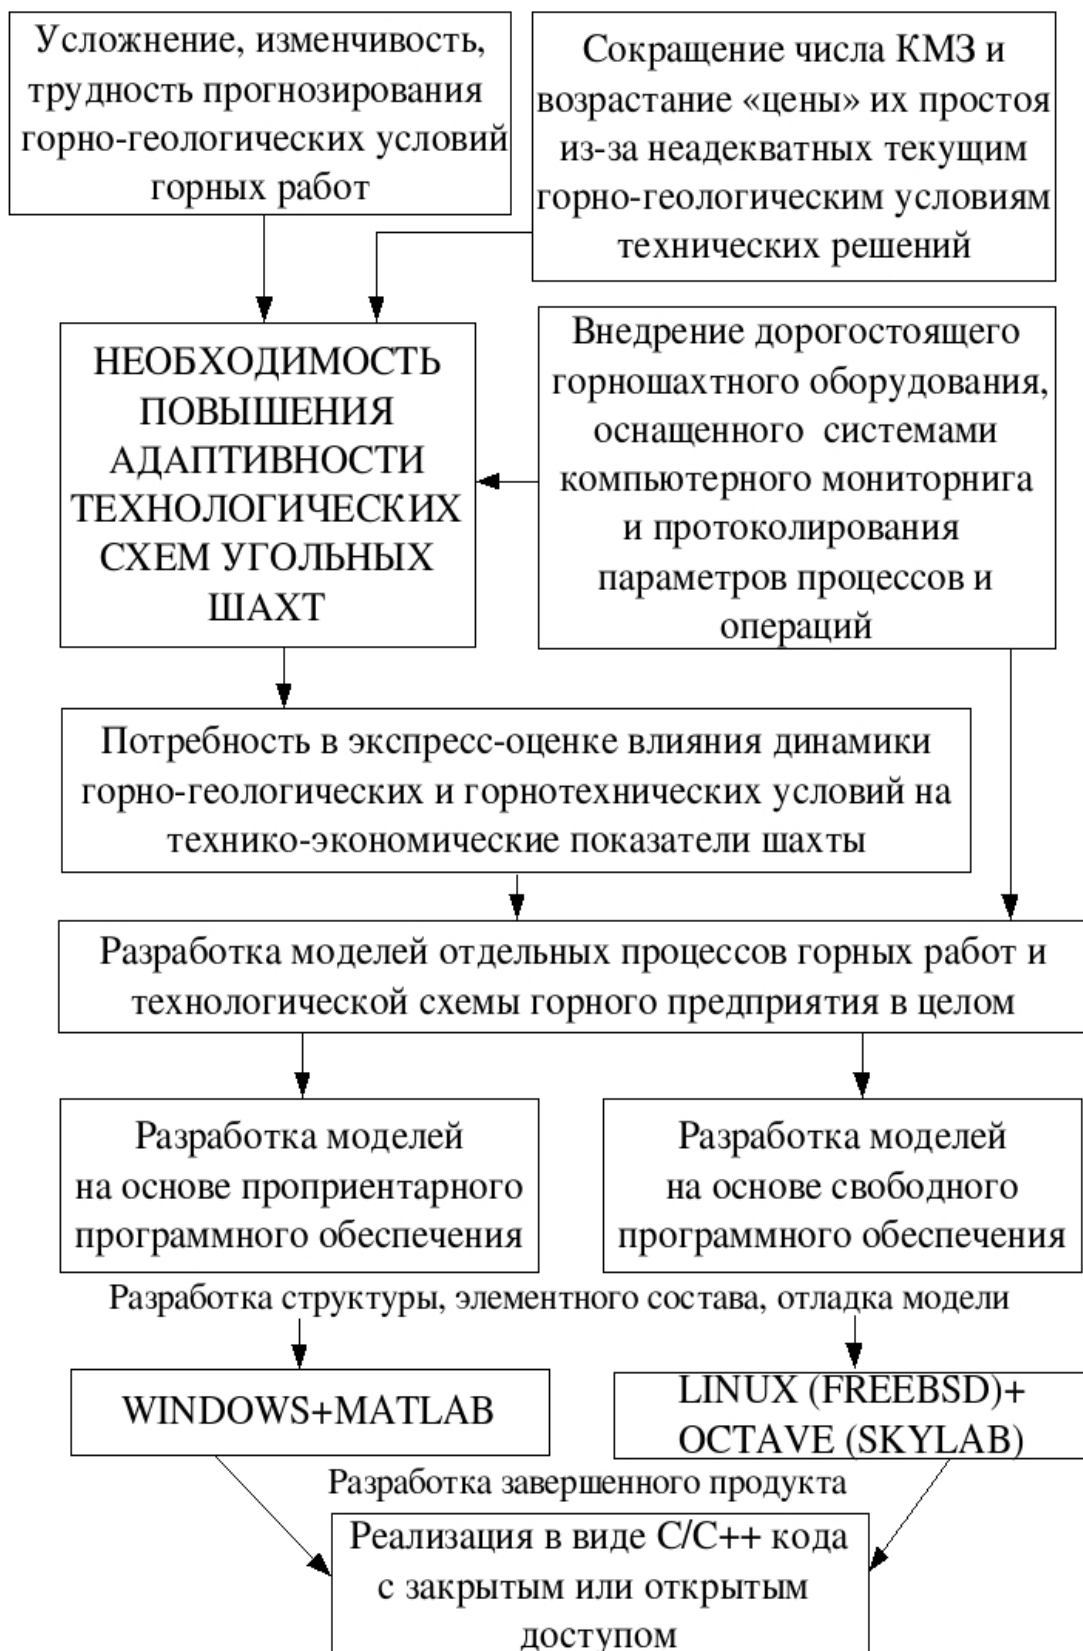 Усложнение, изменчивость,
трудность прогнозирования
горно-геологических условий
горных работ
Сокращение числа КМЗ и
возрастание «цены» их простоя
из-за неадекватных текущим
горно-геологическим условиям
технических решений
НЕОБХОДИМОСТЬ
ПОВЫШЕНИЯ
АДАПТИВНОСТИ
ТЕХНОЛОГИЧЕСКИХ
СХЕМ УГОЛЬНЫХ
ШАХТ
Внедрение дорогостоящего
горношахтного оборудования,
оснащенного системами
компьютерного мониторнига
и протоколирования
параметров процессов и
операций
Потребность в экспресс-оценке влияния динамики
горно-геологических и горнотехнических условий на
технико-экономические показатели шахты
Разработка моделей отдельных процессов горных работ и
технологической схемы горного предприятия в целом
Разработка моделей
на основе проприентарного
программного обеспечения
Разработка моделей
на основе свободного
программного обеспечения
Разработка структуры, элементного состава, отладка модели
WINDOWS+MATLAB
LINUX (FREEBSD)+
OCTAVE (SKYLAB)
Разработка завершенного продукта
Реализация в виде С/С++ кода
с закрытым или открытым
доступом